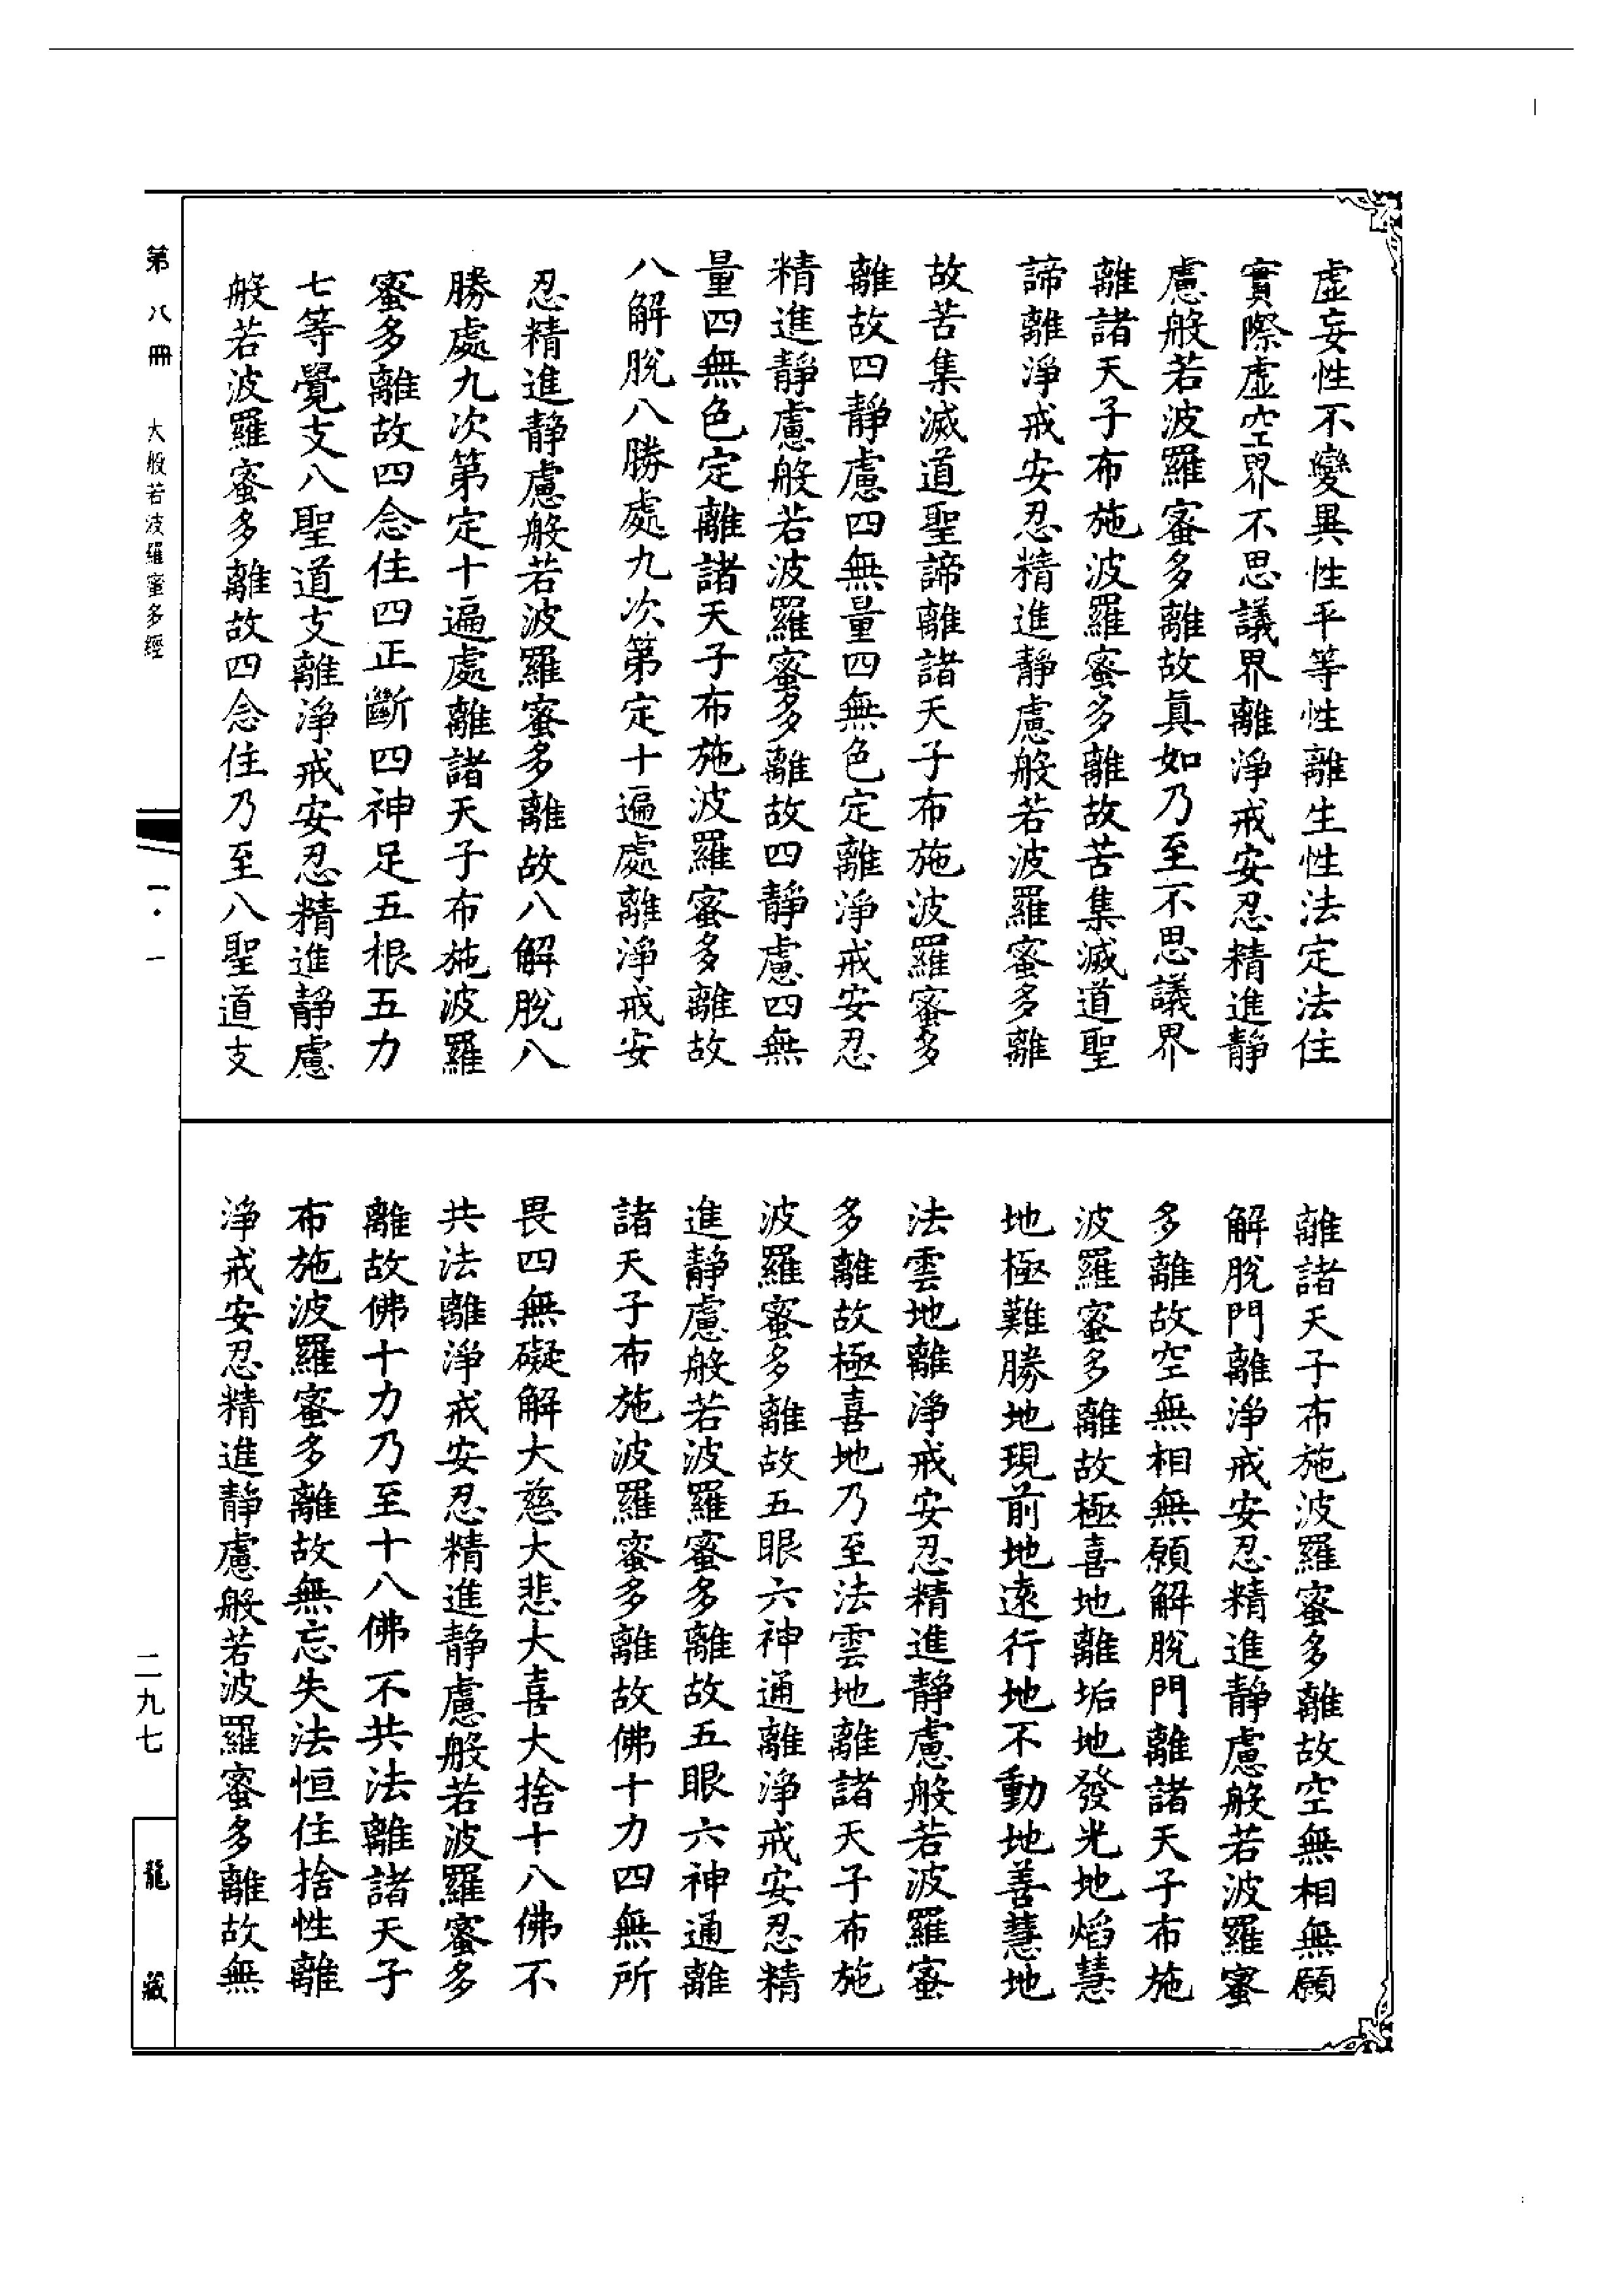 虛妄性不變異性平等性離生性法定法住
實際虛空界不思議界離淨戒安忍精進靜
慮般若波羅蜜多離故真如乃至不思議界
離諸天子布施波羅蜜多離故苦集滅道聖
諦離淨戒安忍精進靜慮般若波羅蜜多離
故苦集滅道聖諦離諸天子布施波羅蜜多
離故四靜慮四無量四無色定離淨戒安忍
精進靜慮般若波羅蜜多離故四靜慮四無
量四無色定離諸天子布施波羅蜜多離故
八解脫八勝處九次第定十遍處離淨戒安
忍精進靜慮般若波羅蜜多離故八解脫八
勝處九次第定十遍處離諸天子布施波羅
蜜多離故四念住四正斷四神足五根五力
七等覺支八聖道支離淨戒安忍精進靜慮
般若波羅蜜多離故四念住乃至八聖道支
離諸天子布施波羅蜜多離故空無相無願
解脫門離淨戒安忍精進靜慮般若波羅蜜
多離故空無相無願解脫門離諸天子布施
波羅蜜多離故極喜地離垢地發光地焰慧
地極難勝地現前地遠行地不動地善慧地
法雲地離淨戒安忍精進靜慮般若波羅蜜
多離故極喜地乃至法雲地離諸天子布施
波羅蜜多離故五眼六神通離淨戒安忍精
進靜慮般若波羅蜜多離故五眼六神通離
諸天子布施波羅蜜多離故佛十力四無所
畏四無礙解大慈大悲大喜大捨十八佛不
共法離淨戒安忍精進靜慮般若波羅蜜多
離故佛十力乃至十八佛不共法離諸天子
布施波羅蜜多離故無忘失法恒住捨性離
淨戒安忍精進靜慮般若波羅蜜多離故無
第八冊 大般若波羅蜜多經
一·一
二九七
龍藏